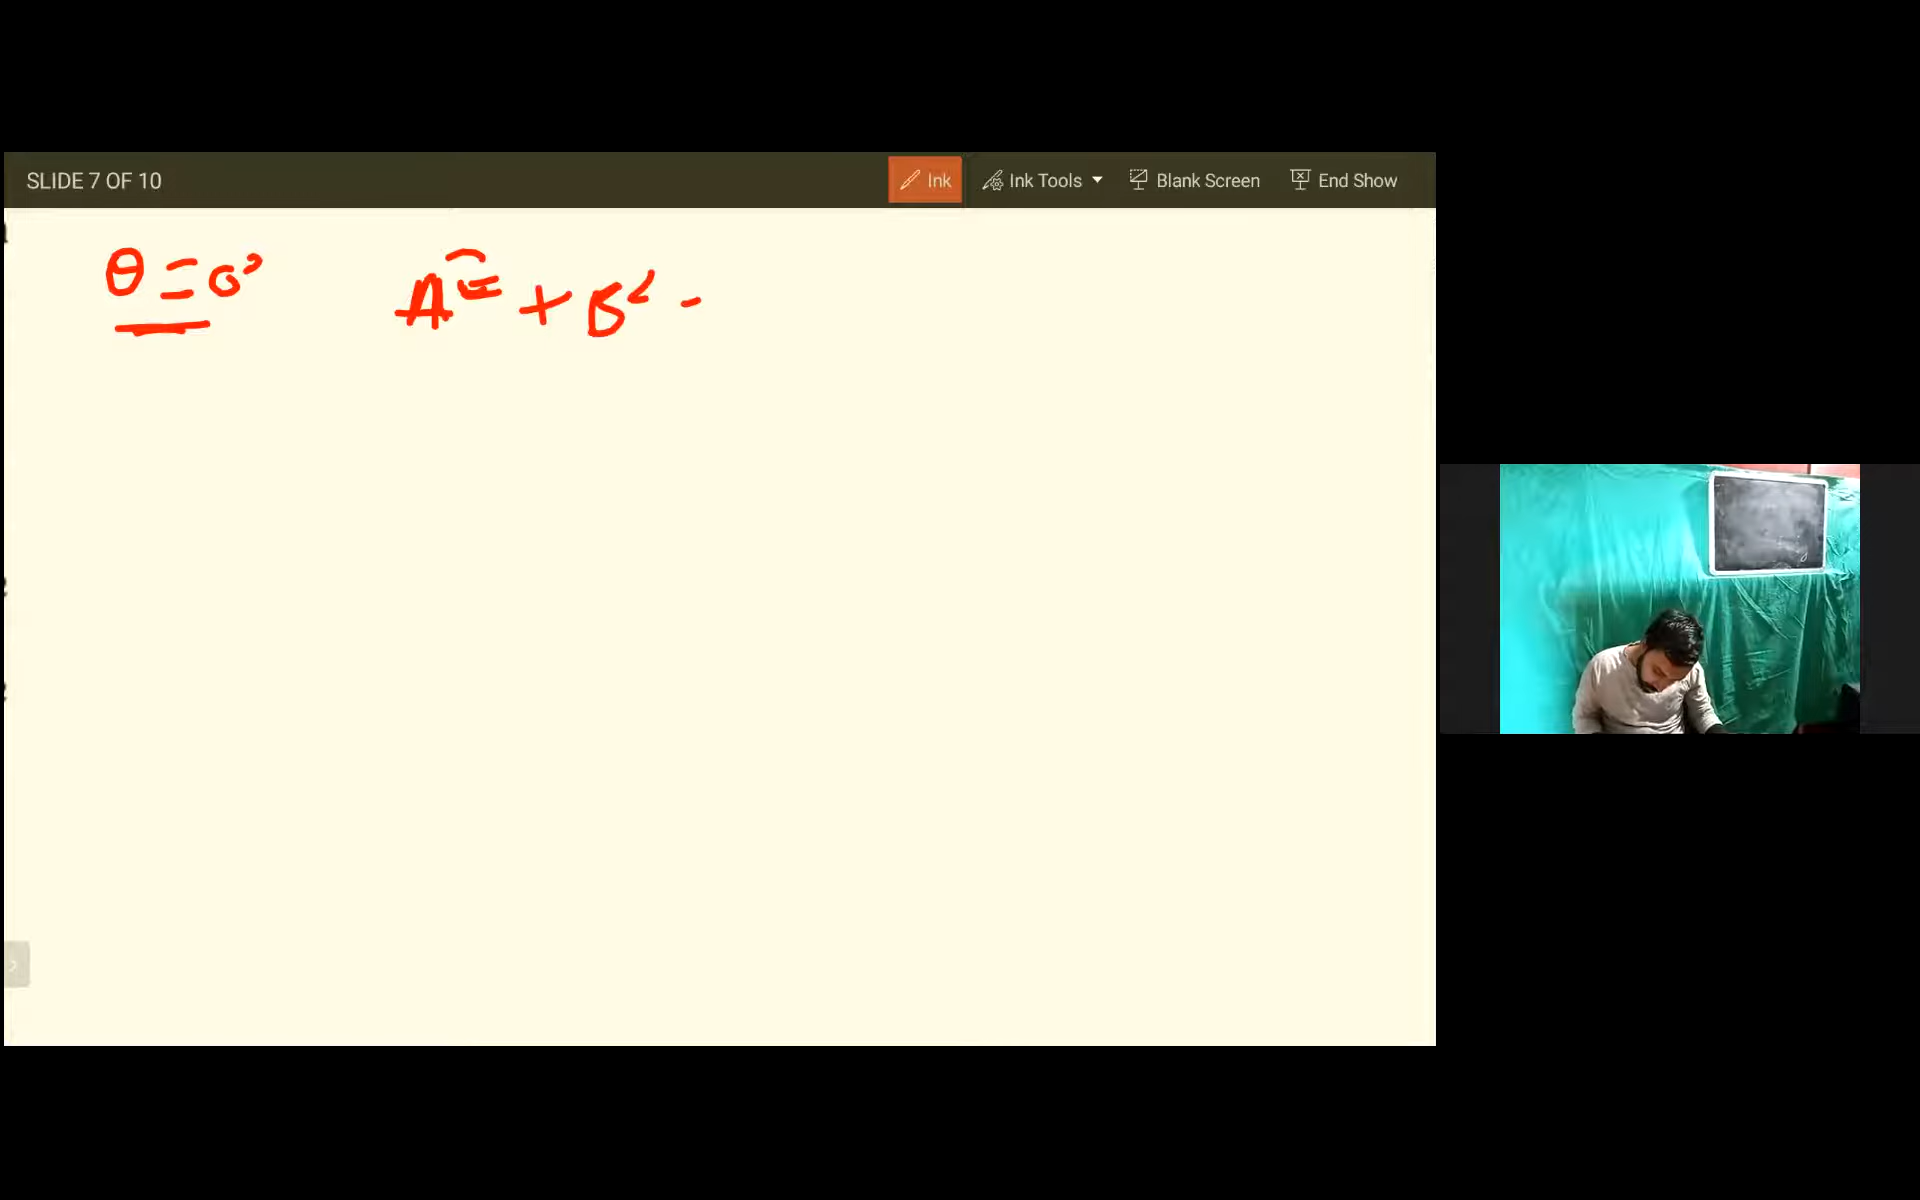 SLIDE 7 OF 10 Ink Ink Tools Blank Screen End Show
θ = 0° A² + B² -